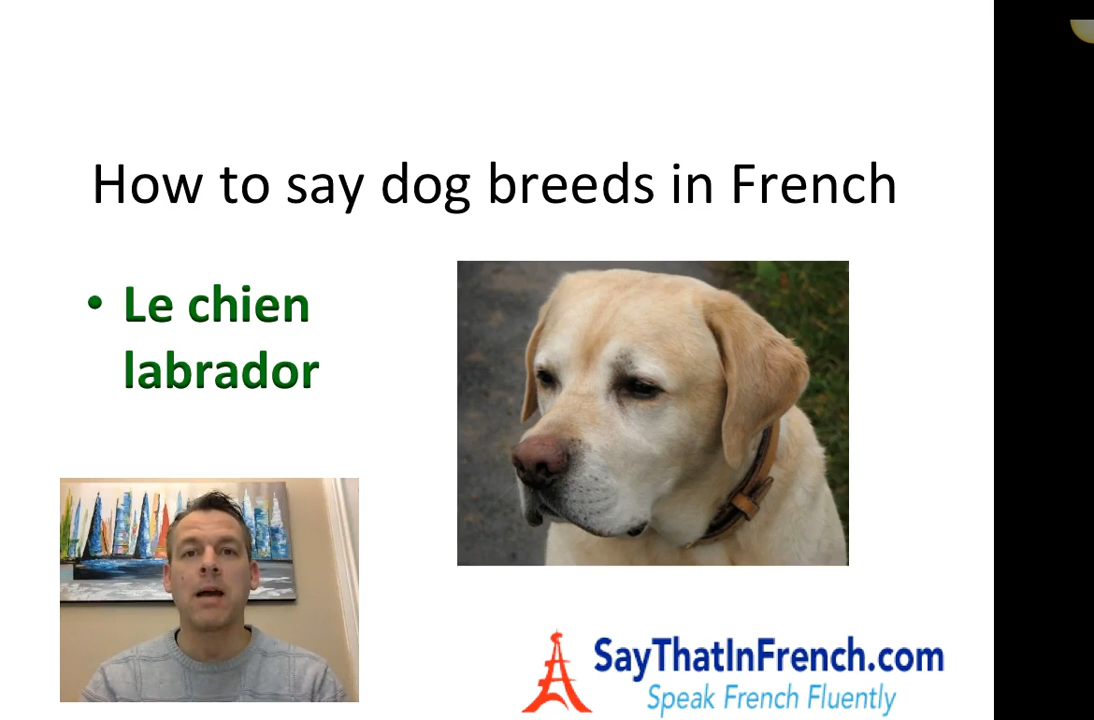 How to say dog breeds in French
• Le chien
labrador
SayThatInFrench.com
Speak French Fluently